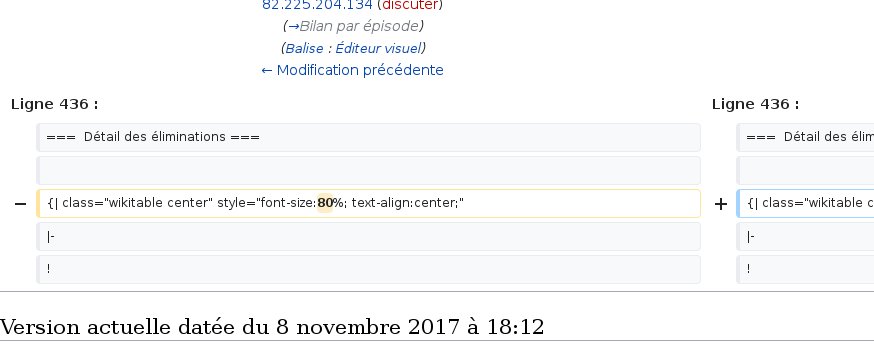 82.225.204.134 (discuter)
(→Bilan par épisode)
(Balise : Éditeur visuel)
← Modification précédente
Ligne 436 :
Ligne 436 :
=== Détail des éliminations ===
=== Détail des élim
− {| class="wikitable center" style="font-size:80%; text-align:center;"
+ {| class="wikitable c
|-
|-
!
!
Version actuelle datée du 8 novembre 2017 à 18:12